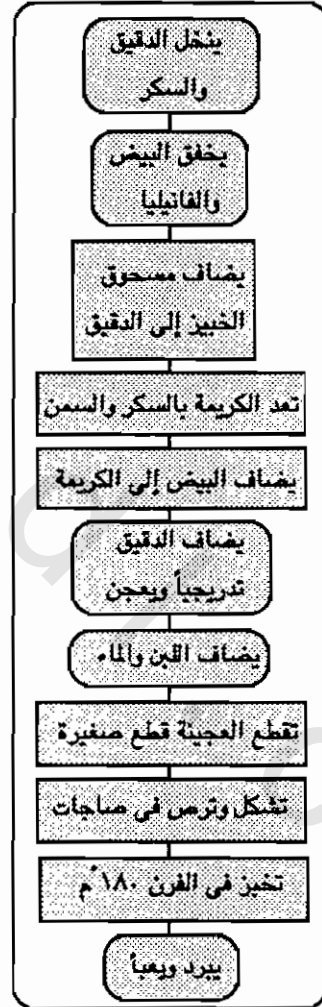 ينخل الدقيق
والسكر
يخفق البيض
والفانيليا
يضاف مسحوق
الخبيز إلى الدقيق
تعد الكريمة بالسكر والسمن
يضاف البيض إلى الكريمة
يضاف الدقيق
تدريجياً ويعجن
يضاف اللبن والماء
تقطع العجينة قطع صغيرة
تشكل وترص فى صاجات
تخبز فى الفرن ١٨٠ ْم
يبرد ويعبأ